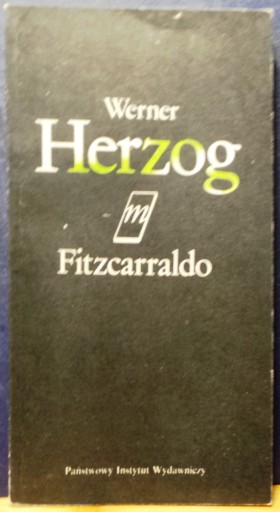 Werner
Herzog
m
Fitzcarraldo
Państwowy Instytut Wydawniczy